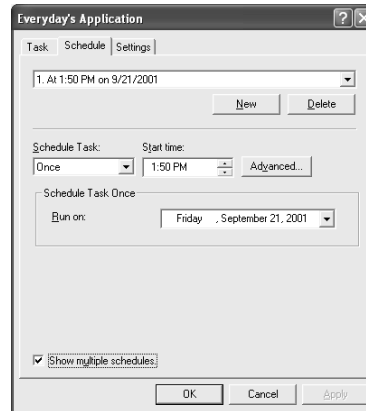 Everyday's Application
Task Schedule Settings
1. At 1:50 PM on 9/21/2001
New Delete
Schedule Task: Start time:
Once 1:50 PM Advanced...
Schedule Task Once
Run on: Friday , September 21, 2001
Show multiple schedules.
OK Cancel Apply